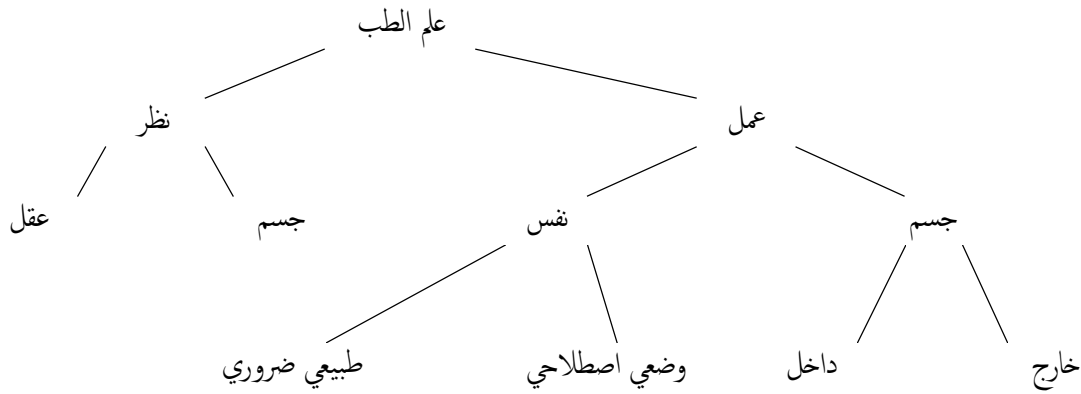 علم الطب
عمل
نظر
جسم
نفس
جسم
عقل
خارج
داخل
وضعي اصطلاحي
طبيعي ضروري